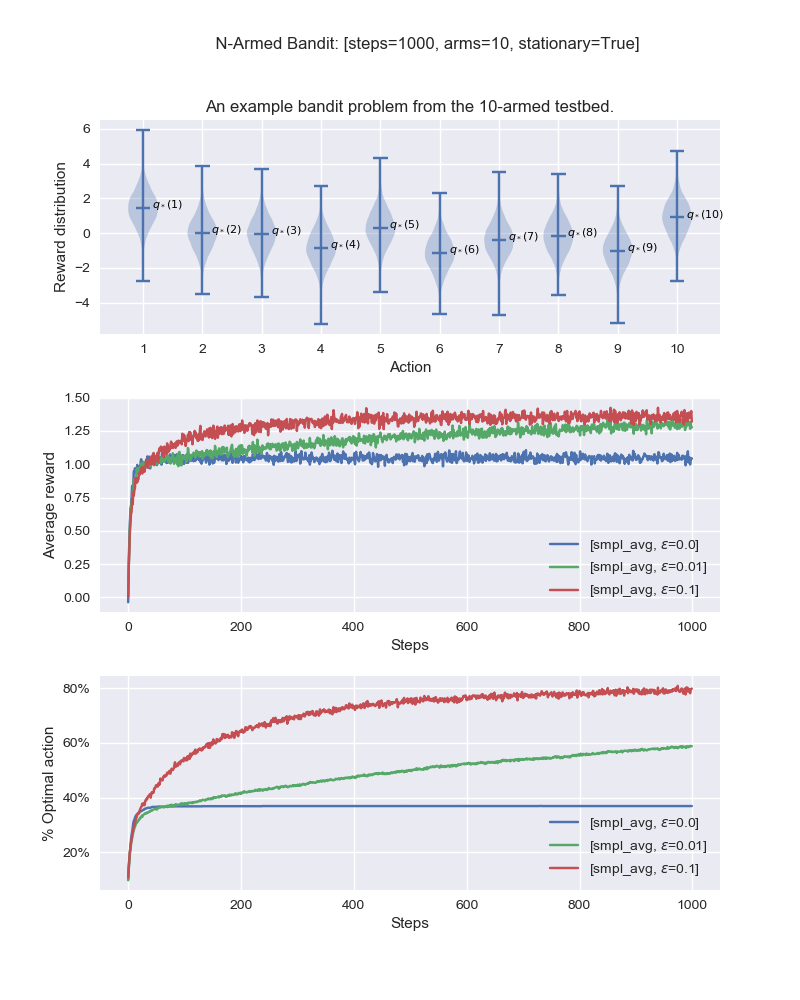 N-Armed Bandit: [steps=1000, arms=10, stationary=True]
An example bandit problem from the 10-armed testbed.
Reward distribution
6
4
2
0
−2
−4
q*(1)
q*(2)
q*(3)
q*(4)
q*(5)
q*(6)
q*(7)
q*(8)
q*(9)
q*(10)
1 2 3 4 5 6 7 8 9 10
Action
Average reward
1.50
1.25
1.00
0.75
0.50
0.25
0.00
[smpl_avg, ε=0.0]
[smpl_avg, ε=0.01]
[smpl_avg, ε=0.1]
0 200 400 600 800 1000
Steps
% Optimal action
80%
60%
40%
20%
[smpl_avg, ε=0.0]
[smpl_avg, ε=0.01]
[smpl_avg, ε=0.1]
0 200 400 600 800 1000
Steps